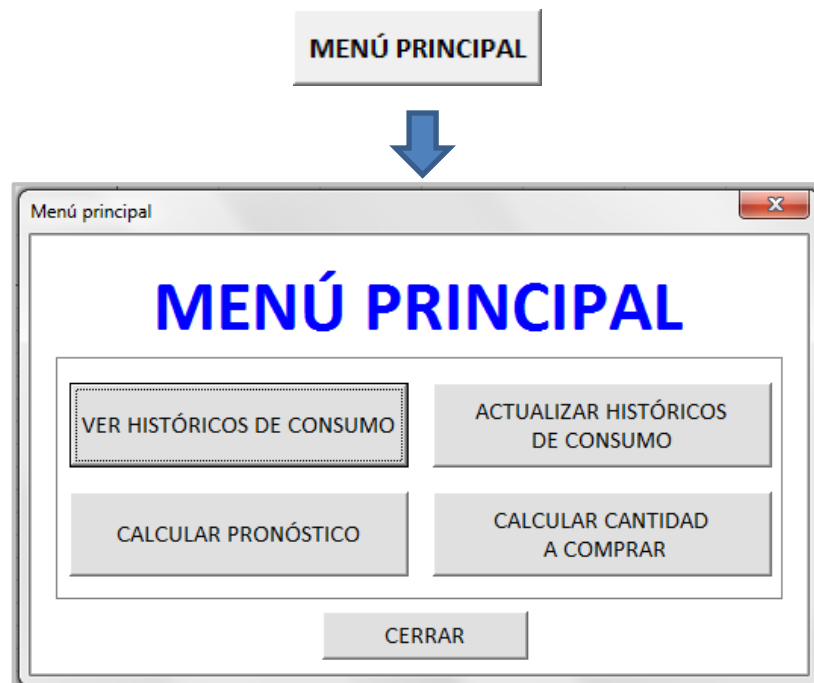 MENÚ PRINCIPAL
Menú principal
MENÚ PRINCIPAL
VER HISTÓRICOS DE CONSUMO
ACTUALIZAR HISTÓRICOS
DE CONSUMO
CALCULAR PRONÓSTICO
CALCULAR CANTIDAD
A COMPRAR
CERRAR